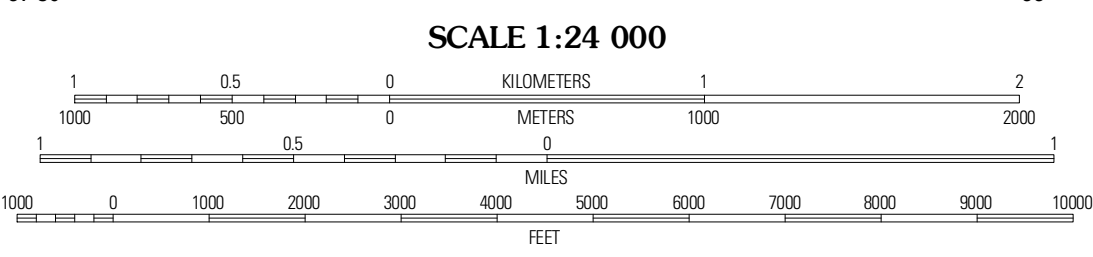 SCALE 1:24 000
1 0.5 0 KILOMETERS 1 2
1000 500 0 METERS 1000 2000
1 0.5 0 1
MILES
1000 0 1000 2000 3000 4000 5000 6000 7000 8000 9000 10000
FEET